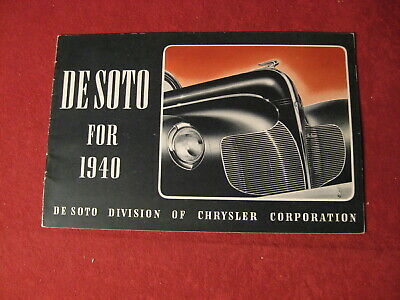 DE SOTO
FOR
1940
DE SOTO DIVISION OF CHRYSLER CORPORATION